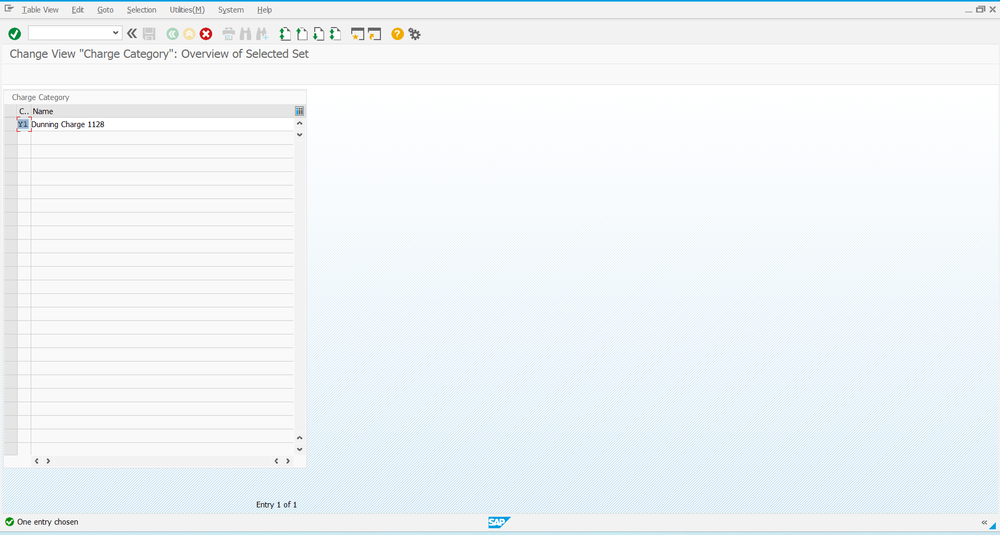 Table View Edit Goto Selection Utilities(M) System Help
Change View "Charge Category": Overview of Selected Set
Charge Category
C.. Name
Y1 Dunning Charge 1128
Entry 1 of 1
One entry chosen
SAP